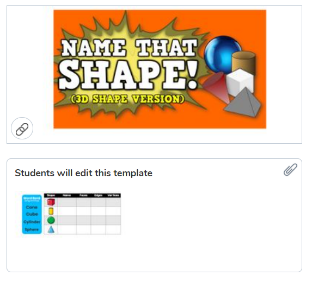 NAME THAT
SHAPE!
(3D SHAPE VERSION)
Students will edit this template
Cone
Cube
Cylinder
Sphere